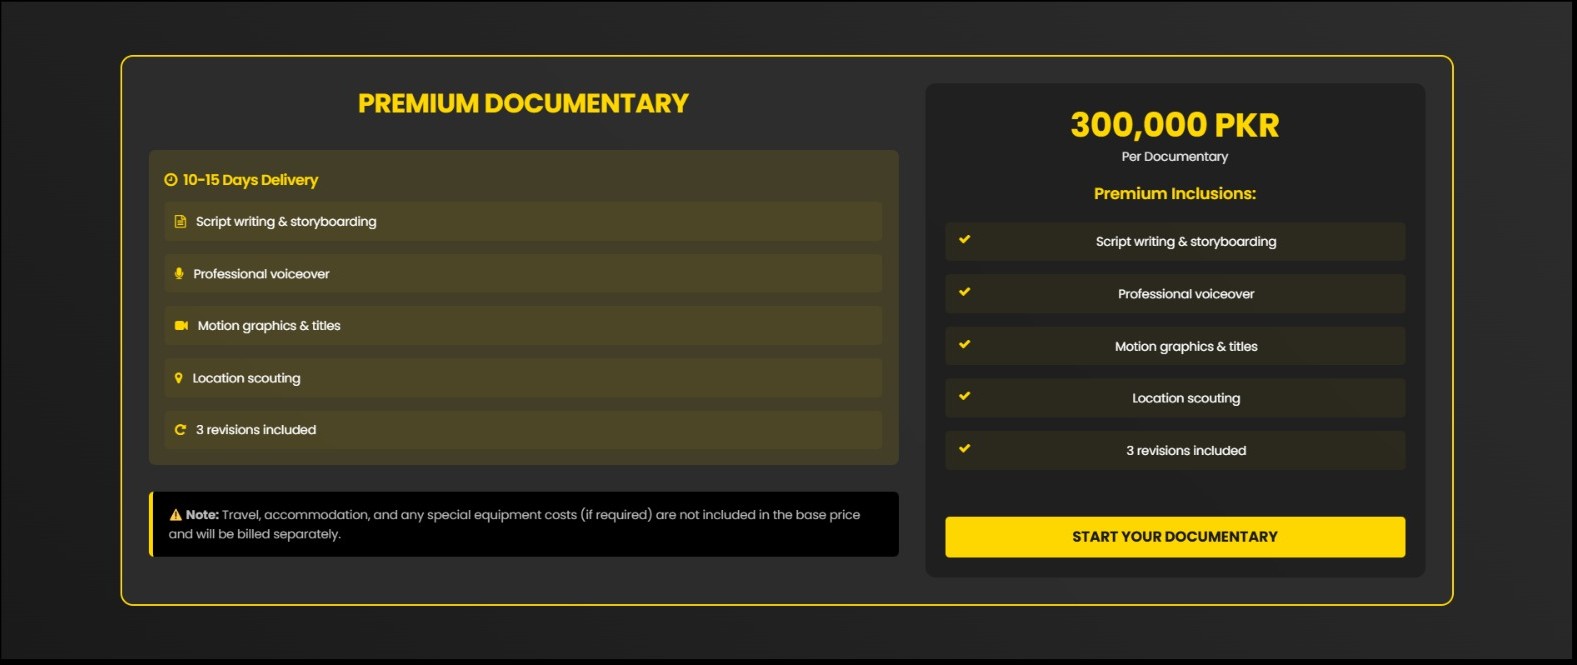 PREMIUM DOCUMENTARY
10-15 Days Delivery
Script writing & storyboarding
Professional voiceover
Motion graphics & titles
Location scouting
3 revisions included
Note: Travel, accommodation, and any special equipment costs (if required) are not included in the base price
and will be billed separately.
300,000 PKR
Per Documentary
Premium Inclusions:
Script writing & storyboarding
Professional voiceover
Motion graphics & titles
Location scouting
3 revisions included
START YOUR DOCUMENTARY